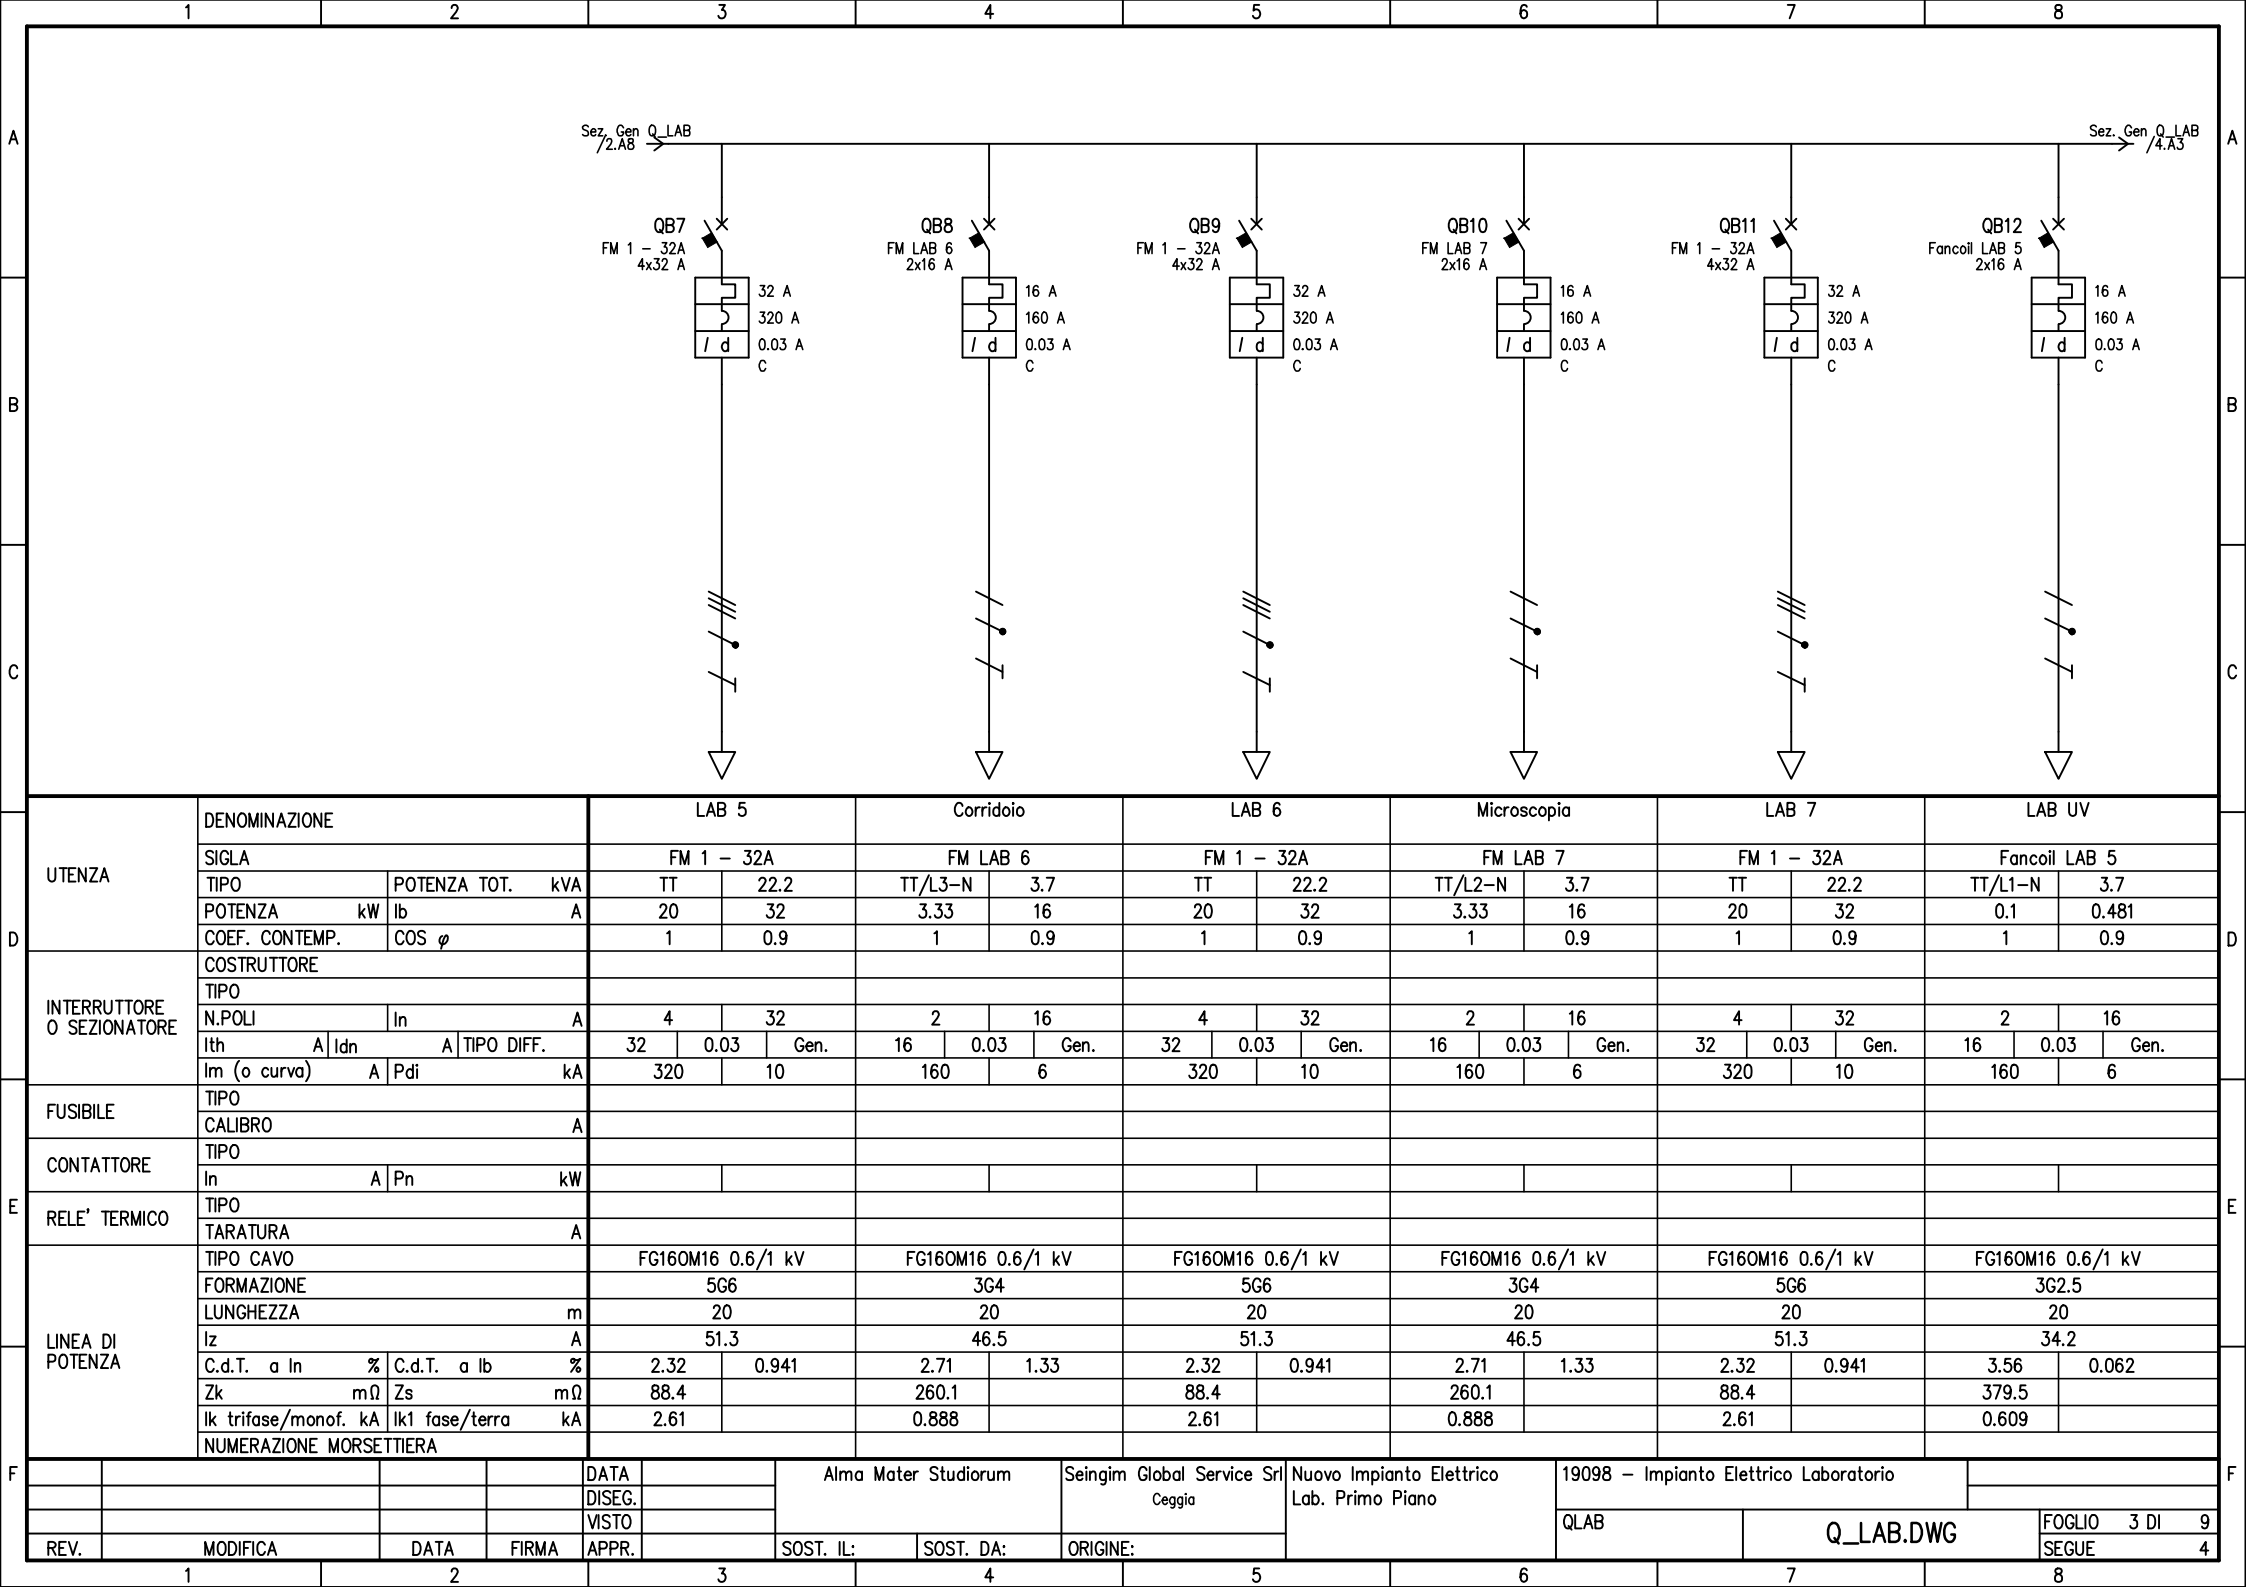 1 2 3 4 5 6 7 8
A A
Sez. Gen Q_LAB
/2.A8
Sez. Gen Q_LAB
/4.A3
QB7
FM 1 - 32A
4x32 A
32 A
320 A
I d 0.03 A
C
QB8
FM LAB 6
2x16 A
16 A
160 A
I d 0.03 A
C
QB9
FM 1 - 32A
4x32 A
32 A
320 A
I d 0.03 A
C
QB10
FM LAB 7
2x16 A
16 A
160 A
I d 0.03 A
C
QB11
FM 1 - 32A
4x32 A
32 A
320 A
I d 0.03 A
C
QB12
Fancoil LAB 5
2x16 A
16 A
160 A
I d 0.03 A
C
B B
C C
UTENZA
DENOMINAZIONE LAB 5 Corridoio LAB 6 Microscopia LAB 7 LAB UV
SIGLA FM 1 - 32A FM LAB 6 FM 1 - 32A FM LAB 7 FM 1 - 32A Fancoil LAB 5
TIPO POTENZA TOT. kVA TT 22.2 TT/L3-N 3.7 TT 22.2 TT/L2-N 3.7 TT 22.2 TT/L1-N 3.7
POTENZA kW Ib A 20 32 3.33 16 20 32 3.33 16 20 32 0.1 0.481
COEF. CONTEMP. COS φ 1 0.9 1 0.9 1 0.9 1 0.9 1 0.9 1 0.9
D D
INTERRUTTORE
O SEZIONATORE
COSTRUTTORE
TIPO
N.POLI In A 4 32 2 16 4 32 2 16 4 32 2 16
Ith A Idn A TIPO DIFF. 32 0.03 Gen. 16 0.03 Gen. 32 0.03 Gen. 16 0.03 Gen. 32 0.03 Gen. 16 0.03 Gen.
Im (o curva) A Pdi kA 320 10 160 6 320 10 160 6 320 10 160 6
FUSIBILE
TIPO
CALIBRO A
CONTATTORE
TIPO
In A Pn kW
E E
RELE' TERMICO
TIPO
TARATURA A
LINEA DI
POTENZA
TIPO CAVO FG16OM16 0.6/1 kV FG16OM16 0.6/1 kV FG16OM16 0.6/1 kV FG16OM16 0.6/1 kV FG16OM16 0.6/1 kV FG16OM16 0.6/1 kV
FORMAZIONE 5G6 3G4 5G6 3G4 5G6 3G2.5
LUNGHEZZA m 20 20 20 20 20 20
Iz A 51.3 46.5 51.3 46.5 51.3 34.2
C.d.T. a In % C.d.T. a Ib % 2.32 0.941 2.71 1.33 2.32 0.941 2.71 1.33 2.32 0.941 3.56 0.062
Zk mΩ Zs mΩ 88.4 260.1 88.4 260.1 88.4 379.5
Ik trifase/monof. kA Ik1 fase/terra kA 2.61 0.888 2.61 0.888 2.61 0.609
NUMERAZIONE MORSETTIERA
F F
DATA
DISEG.
VISTO
REV. MODIFICA DATA FIRMA APPR.
Alma Mater Studiorum
SOST. IL: SOST. DA:
Seingim Global Service Srl
Ceggia
ORIGINE:
Nuovo Impianto Elettrico
Lab. Primo Piano
19098 - Impianto Elettrico Laboratorio
QLAB
Q_LAB.DWG
FOGLIO 3 DI 9
SEGUE 4
1 2 3 4 5 6 7 8